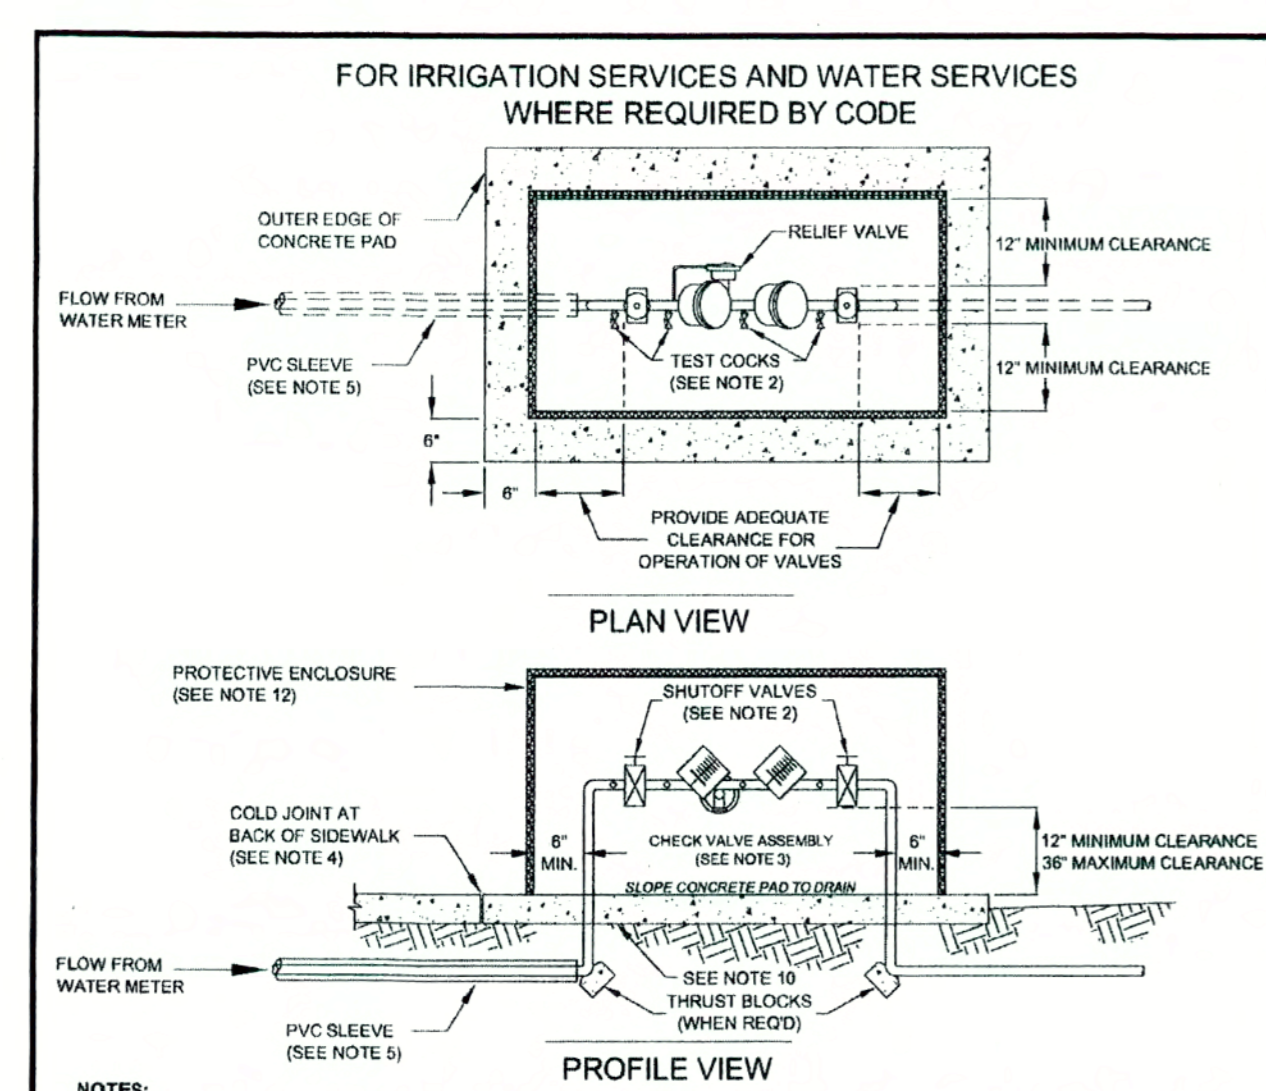 FOR IRRIGATION SERVICES AND WATER SERVICES
WHERE REQUIRED BY CODE
OUTER EDGE OF
CONCRETE PAD
RELIEF VALVE
12" MINIMUM CLEARANCE
FLOW FROM
WATER METER
PVC SLEEVE
(SEE NOTE 5)
TEST COCKS
(SEE NOTE 2)
12" MINIMUM CLEARANCE
6"
6"
PROVIDE ADEQUATE
CLEARANCE FOR
OPERATION OF VALVES
PLAN VIEW
PROTECTIVE ENCLOSURE
(SEE NOTE 12)
SHUTOFF VALVES
(SEE NOTE 2)
COLD JOINT AT
BACK OF SIDEWALK
(SEE NOTE 4)
6"
MIN.
CHECK VALVE ASSEMBLY
(SEE NOTE 3)
6"
MIN.
12" MINIMUM CLEARANCE
36" MAXIMUM CLEARANCE
SLOPE CONCRETE PAD TO DRAIN
FLOW FROM
WATER METER
SEE NOTE 10
THRUST BLOCKS
(WHEN REQ'D)
PVC SLEEVE
(SEE NOTE 5)
PROFILE VIEW
NOTES: